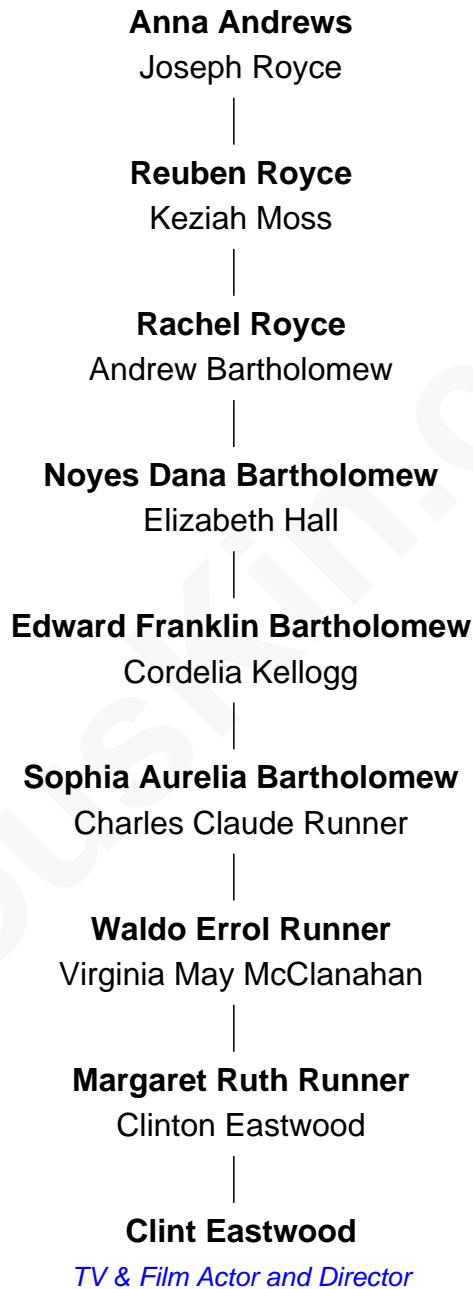 Anna Andrews
Joseph Royce
Reuben Royce
Keziah Moss
Rachel Royce
Andrew Bartholomew
Noyes Dana Bartholomew
Elizabeth Hall
Edward Franklin Bartholomew
Cordelia Kellogg
Sophia Aurelia Bartholomew
Charles Claude Runner
Waldo Errol Runner
Virginia May McClanahan
Margaret Ruth Runner
Clinton Eastwood
Clint Eastwood
TV & Film Actor and Director